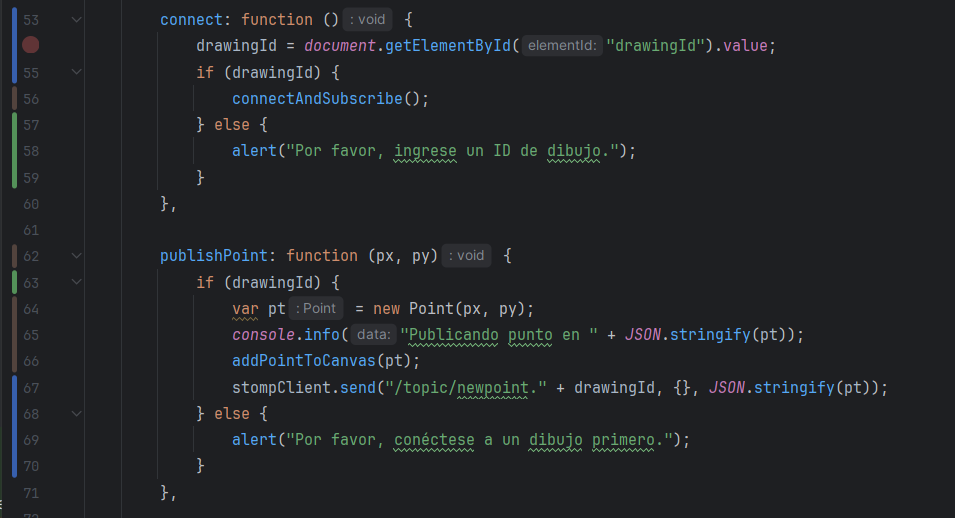 53 connect: function () : void {
drawingId = document.getElementById( elementId: "drawingId").value;
55 if (drawingId) {
56 connectAndSubscribe();
57 } else {
58 alert("Por favor, ingrese un ID de dibujo.");
59 }
60 },
61
62 publishPoint: function (px, py) : void {
63 if (drawingId) {
64 var pt : Point = new Point(px, py);
65 console.info( data: "Publicando punto en " + JSON.stringify(pt));
66 addPointToCanvas(pt);
67 stompClient.send("/topic/newpoint." + drawingId, {}, JSON.stringify(pt));
68 } else {
69 alert("Por favor, conéctese a un dibujo primero.");
70 }
71 },